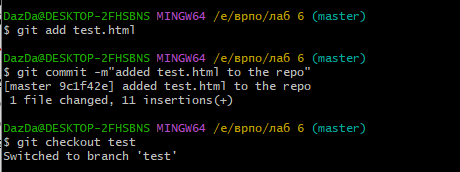 DazDa@DESKTOP-2FHSBNS MINGW64 /e/врпо/лаб 6 (master)
$ git add test.html
DazDa@DESKTOP-2FHSBNS MINGW64 /e/врпо/лаб 6 (master)
$ git commit -m"added test.html to the repo"
[master 9c1f42e] added test.html to the repo
1 file changed, 11 insertions(+)
DazDa@DESKTOP-2FHSBNS MINGW64 /e/врпо/лаб 6 (master)
$ git checkout test
Switched to branch 'test'